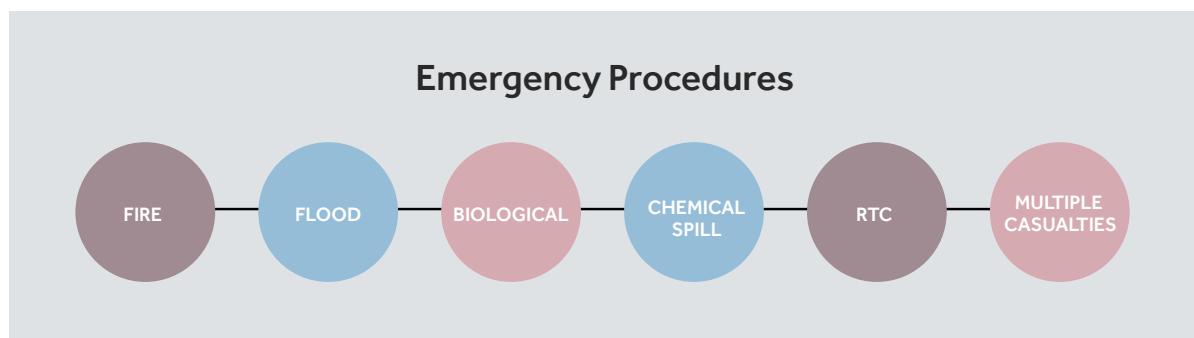 Emergency Procedures
FIRE
FLOOD
BIOLOGICAL
CHEMICAL
SPILL
RTC
MULTIPLE
CASUALTIES